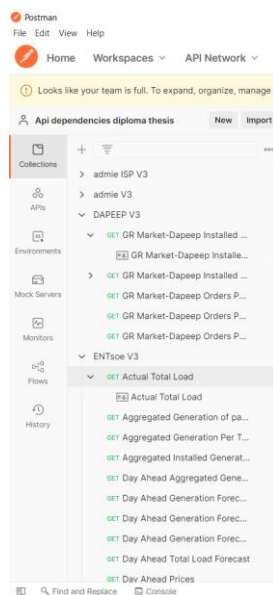 Postman
File Edit View Help
Home Workspaces API Network
Looks like your team is full. To expand, organize, manage
Api dependencies diploma thesis New Import
Collections
APIs
Environments
Mock Servers
Monitors
Flows
History
admie ISP V3
admie V3
DAPEEP V3
GET GR Market-Dapeep Installed ...
e.g. GR Market-Dapeep Installe...
GET GR Market-Dapeep Installed ...
GET GR Market-Dapeep Orders P...
GET GR Market-Dapeep Orders P...
GET GR Market-Dapeep Orders P...
ENTsoe V3
GET Actual Total Load
e.g. Actual Total Load
GET Aggregated Generation of pa...
GET Aggregated Generation Per T...
GET Aggregated Installed Generat...
GET Day Ahead Aggregated Gene...
GET Day Ahead Generation Forec...
GET Day Ahead Generation Forec...
GET Day Ahead Generation Forec...
GET Day Ahead Total Load Forecast
GET Day Ahead Prices
Find and Replace Console